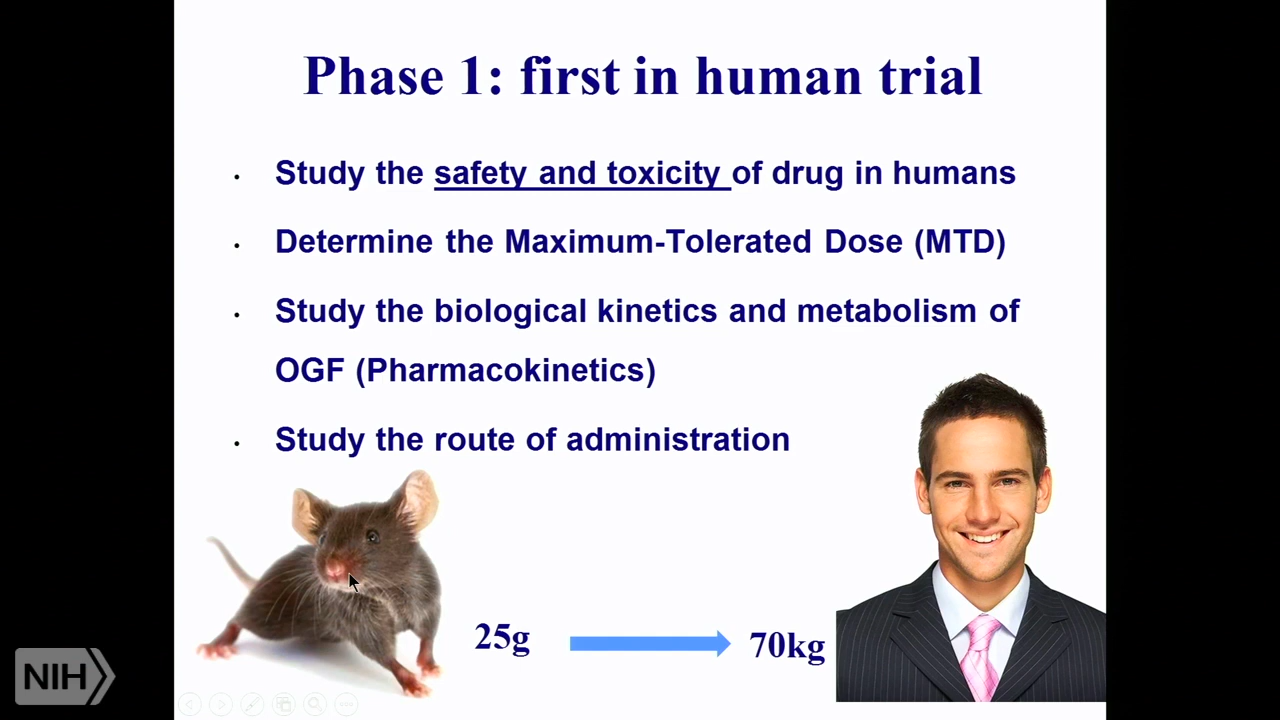 Phase 1: first in human trial
• Study the safety and toxicity of drug in humans
• Determine the Maximum-Tolerated Dose (MTD)
• Study the biological kinetics and metabolism of
OGF (Pharmacokinetics)
• Study the route of administration
25g
70kg
NIH